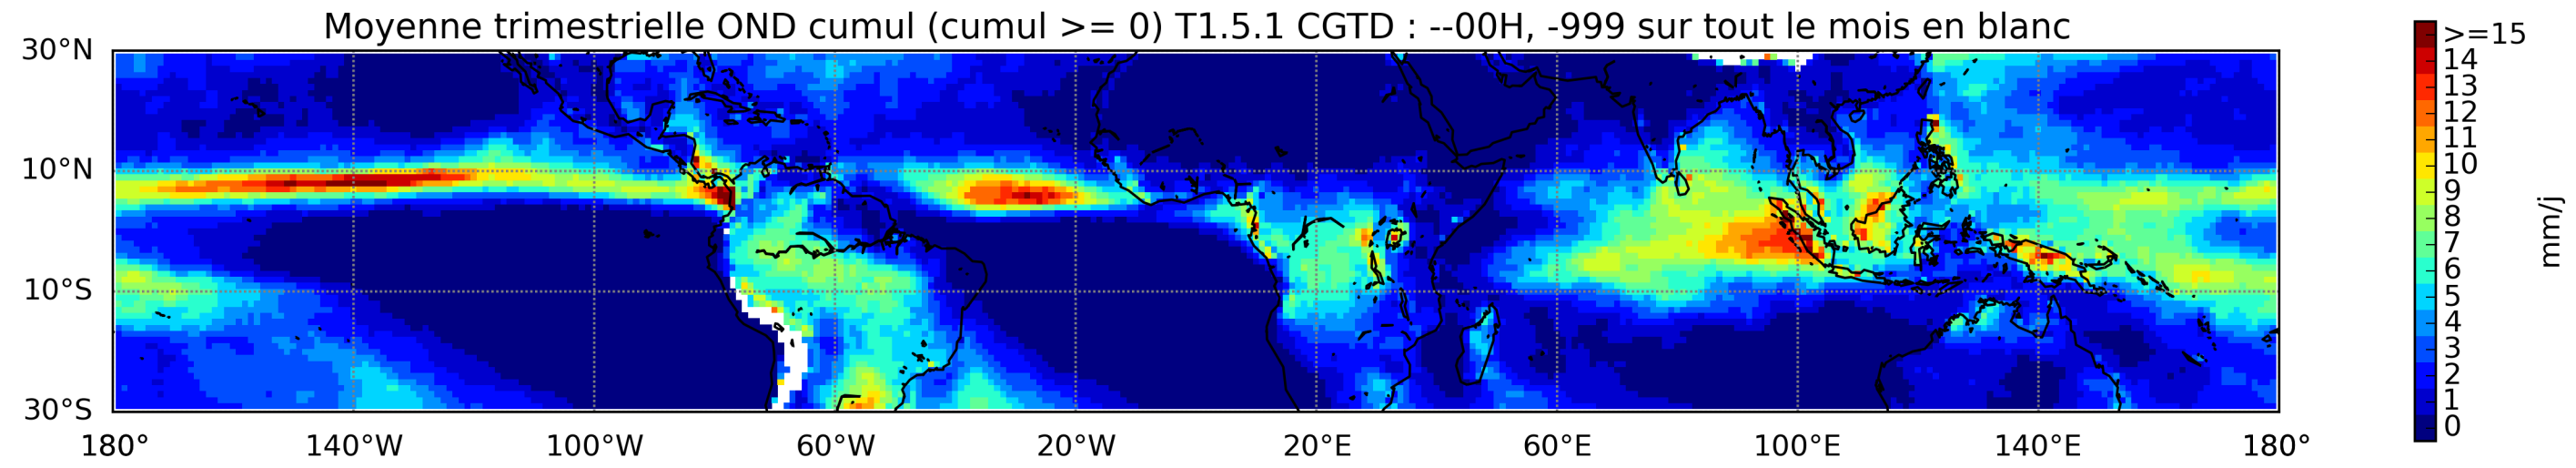 Moyenne trimestrielle OND cumul (cumul >= 0) T1.5.1 CGTD : --00H, -999 sur tout le mois en blanc
30°N
10°N
10°S
30°S
180°
140°W
100°W
60°W
20°W
20°E
60°E
100°E
140°E
180°
>=15
14
13
12
11
10
9
8
7
6
5
4
3
2
1
0
mm/j